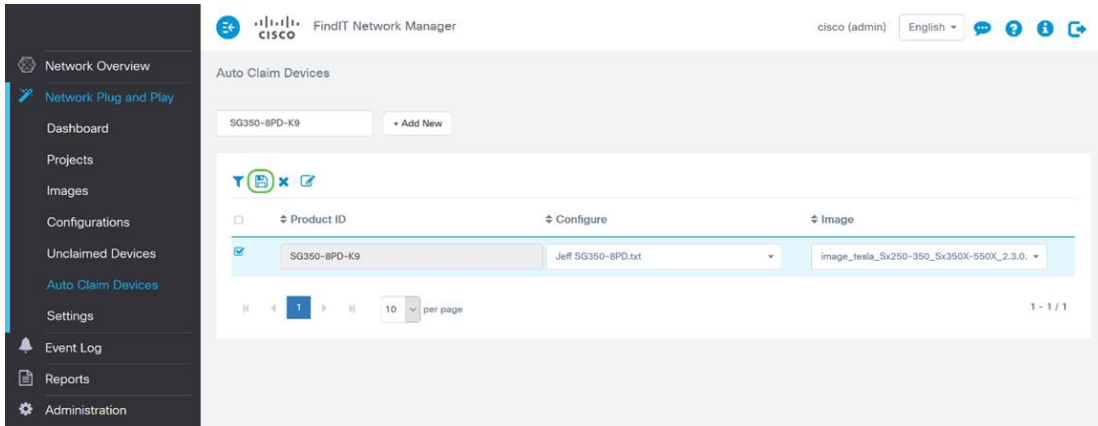 CISCO
FindIT Network Manager
cisco (admin)
English
Network Overview
Network Plug and Play
Dashboard
Projects
Images
Configurations
Unclaimed Devices
Auto Claim Devices
Settings
Event Log
Reports
Administration
Auto Claim Devices
SG350-8PD-K9
+ Add New
Product ID
Configure
Image
SG350-8PD-K9
Jeff SG350-8PD.txt
image_tesla_Sx250-350_Sx350X-550X_2.3.0.
1
10
per page
1 - 1 / 1